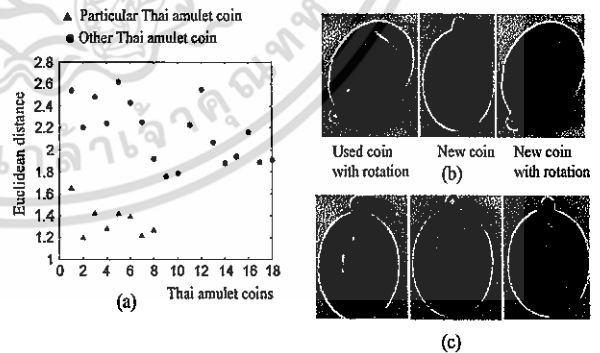 ▲ Particular Thai amulet coin
● Other Thai amulet coin
Euclidean distance
2.8
2.6
2.4
2.2
2
1.8
1.6
1.4
1.2
1
0 2 4 6 8 10 12 14 16 18
Thai amulet coins
(a)
Used coin with rotation
New coin
New coin with rotation
(b)
(c)